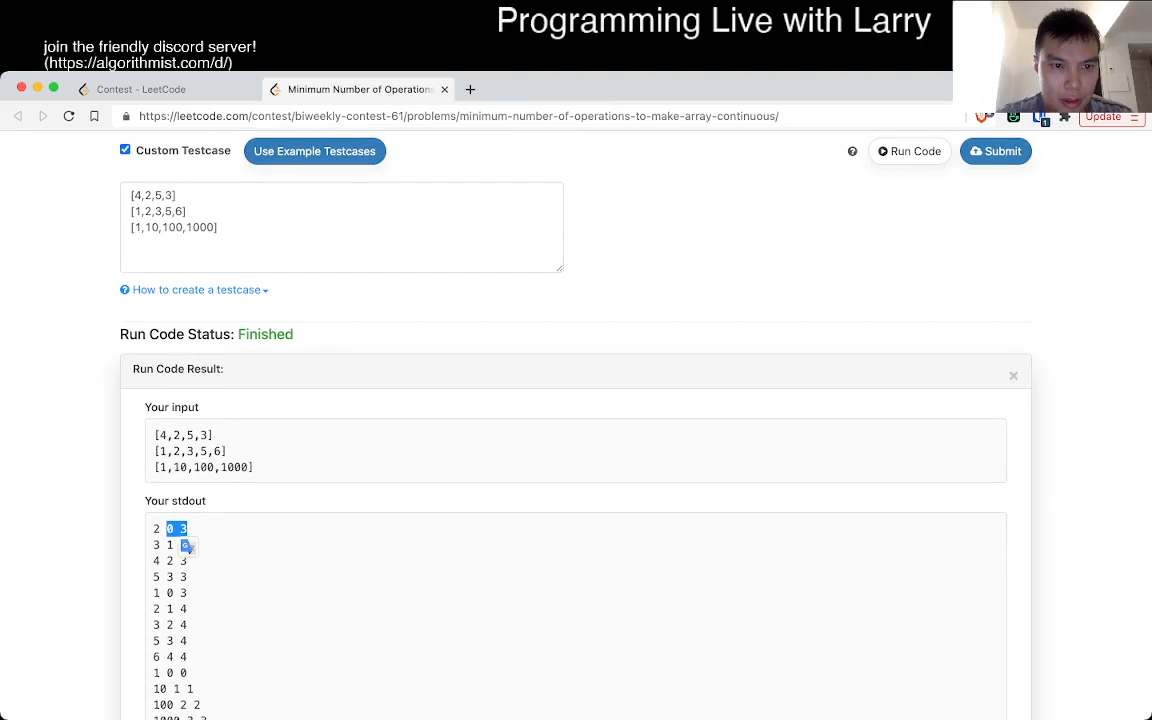 Programming Live with Larry
join the friendly discord server!
(https://algorithmist.com/d/)
Contest - LeetCode
Minimum Number of Operations
https://leetcode.com/contest/biweekly-contest-61/problems/minimum-number-of-operations-to-make-array-continuous/
Update
Custom Testcase
Use Example Testcases
Run Code
Submit
[4,2,5,3]
[1,2,3,5,6]
[1,10,100,1000]
How to create a testcase
Run Code Status: Finished
Run Code Result:
Your input
[4,2,5,3]
[1,2,3,5,6]
[1,10,100,1000]
Your stdout
2 0 3
3 1
4 2 3
5 3 3
1 0 3
2 1 4
3 2 4
5 3 4
6 4 4
1 0 0
10 1 1
100 2 2
1000 3 3